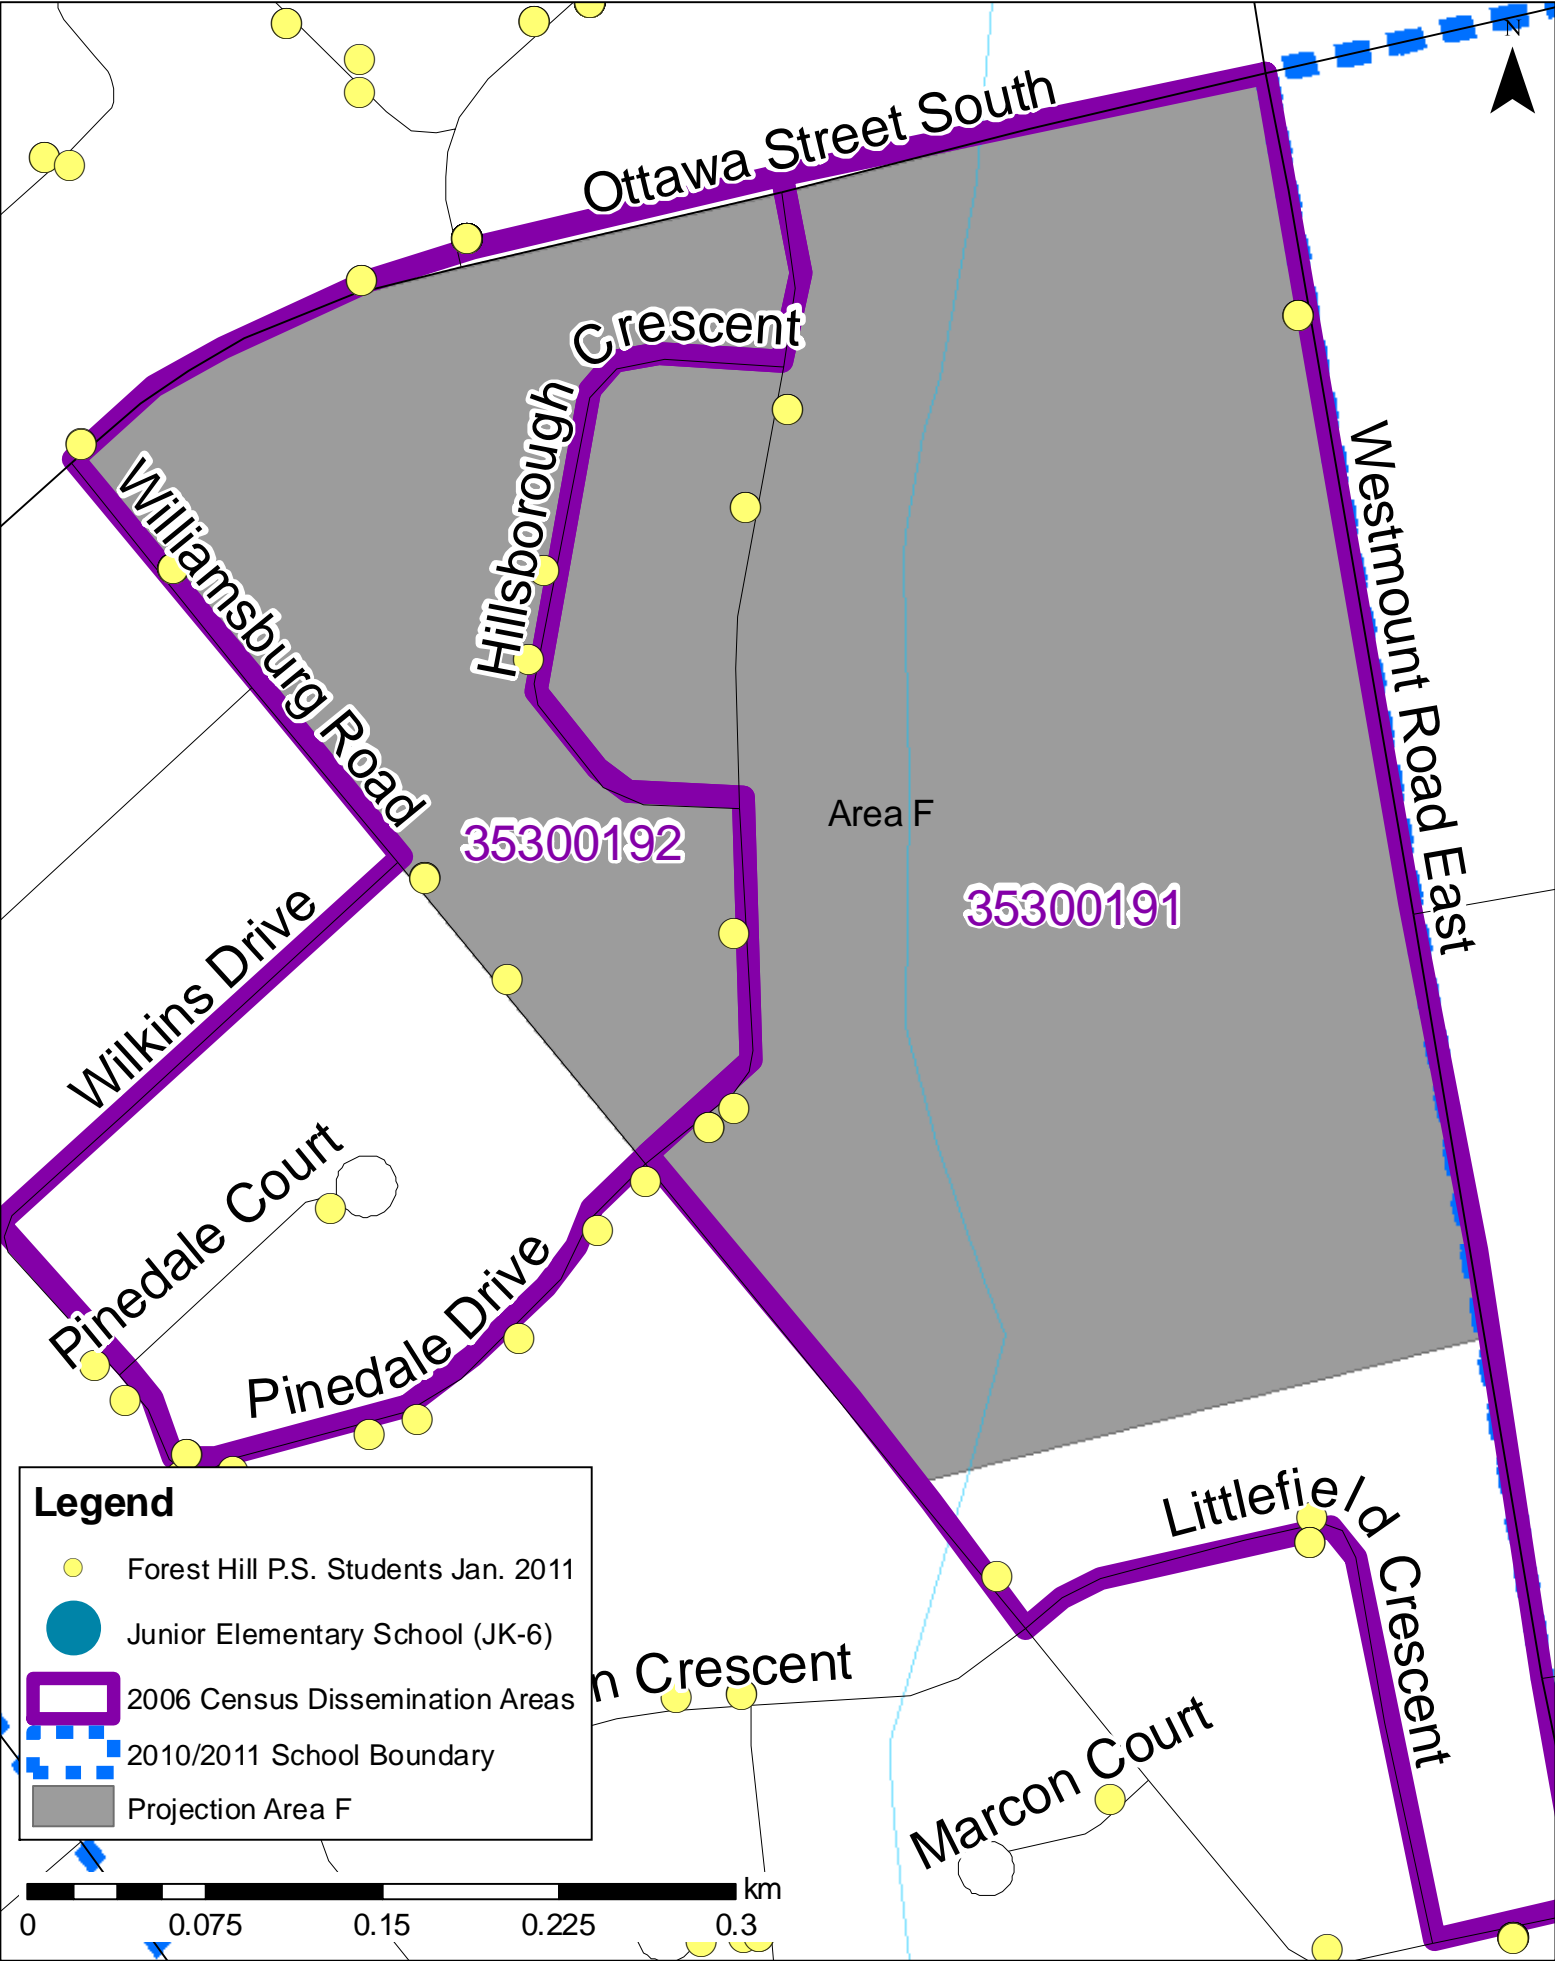 N
Ottawa Street South
Hillsborough Crescent
Williamsburg Road
Westmount Road East
Area F
35300192
35300191
Wilkins Drive
Pinedale Court
Pinedale Drive
Littlefield Crescent
n Crescent
Marcon Court
Legend
Forest Hill P.S. Students Jan. 2011
Junior Elementary School (JK-6)
2006 Census Dissemination Areas
2010/2011 School Boundary
Projection Area F
km
0 0.075 0.15 0.225 0.3